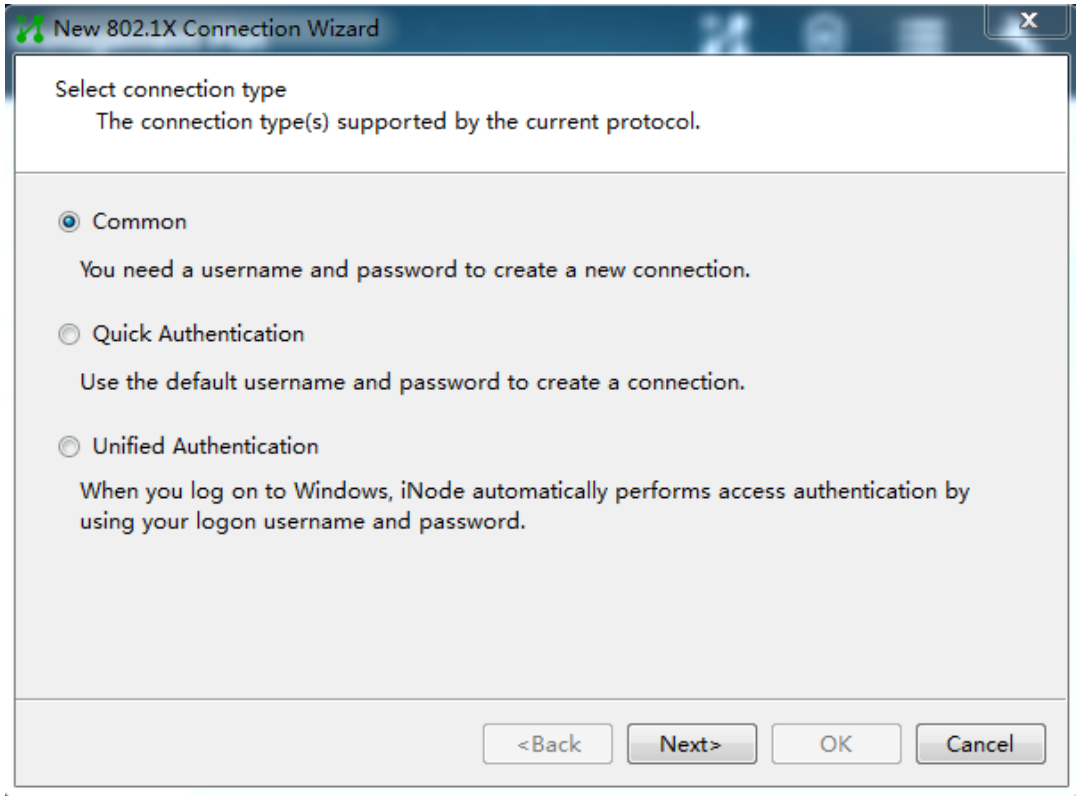 New 802.1X Connection Wizard
X
Select connection type
The connection type(s) supported by the current protocol.
Common
You need a username and password to create a new connection.
Quick Authentication
Use the default username and password to create a connection.
Unified Authentication
When you log on to Windows, iNode automatically performs access authentication by
using your logon username and password.
<Back Next> OK Cancel